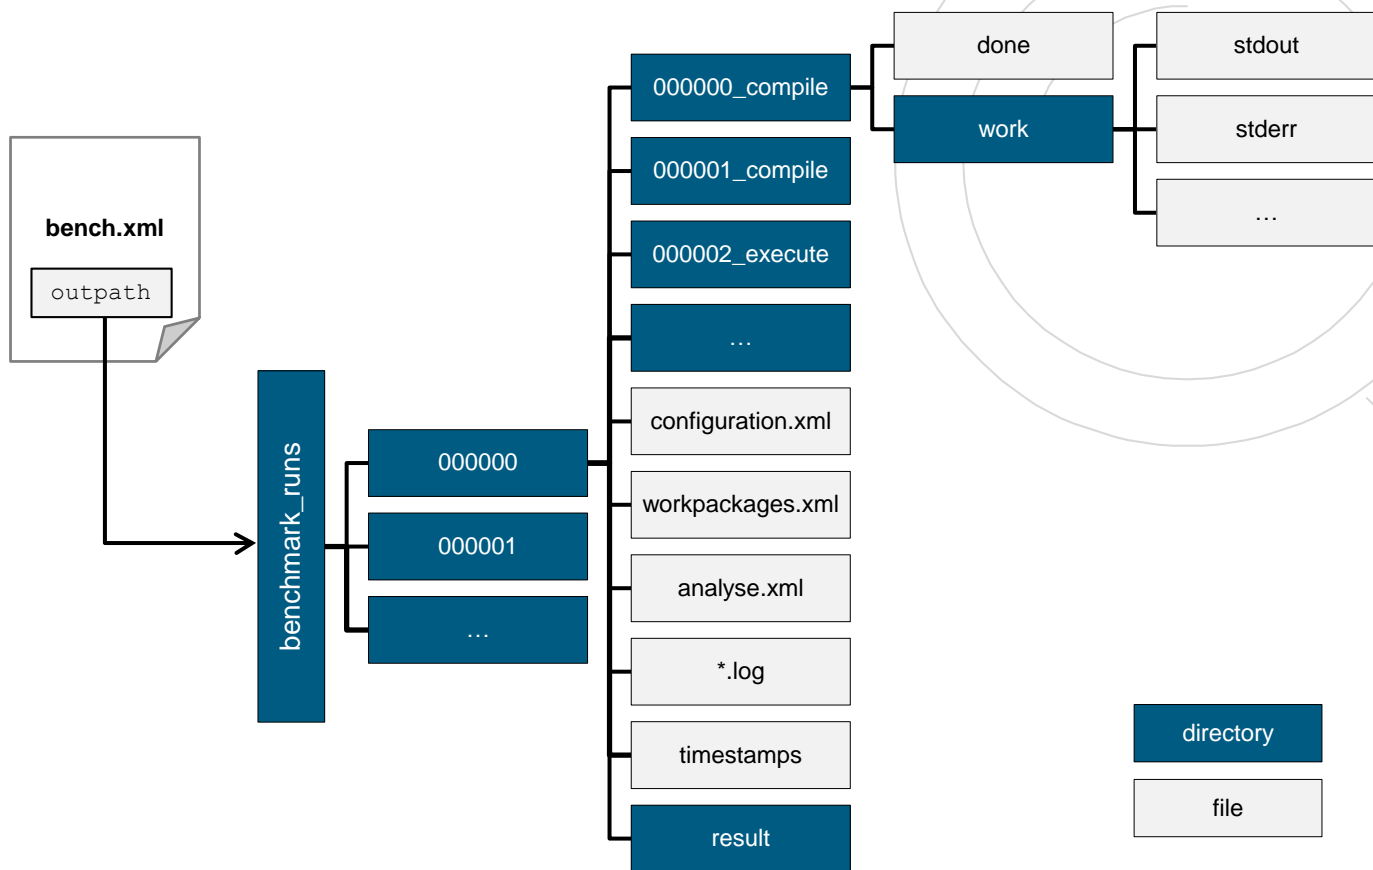 bench.xml
outpath
benchmark_runs
000000
000001
…
000000_compile
000001_compile
000002_execute
…
configuration.xml
workpackages.xml
analyse.xml
*.log
timestamps
result
done
work
stdout
stderr
…
directory
file